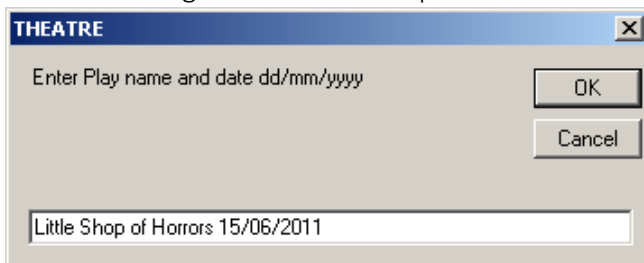 THEATRE
Enter Play name and date dd/mm/yyyy
OK
Cancel
Little Shop of Horrors 15/06/2011